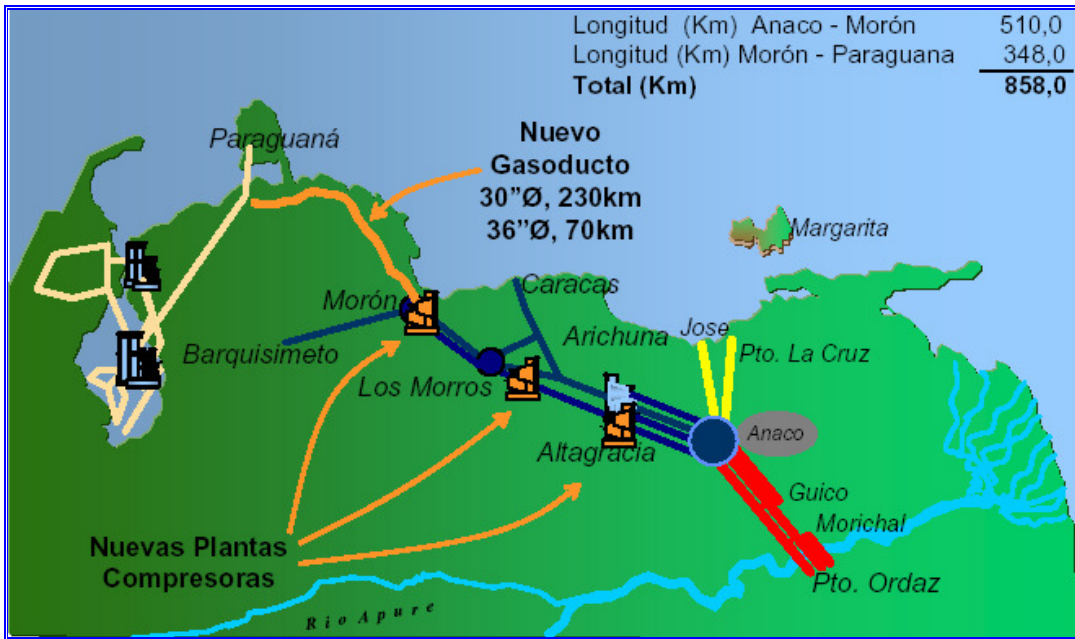 Longitud (Km) Anaco - Morón 510,0
Longitud (Km) Morón - Paraguana 348,0
Total (Km) 858,0
Nuevo
Gasoducto
30”Ø, 230km
36”Ø, 70km
Paraguaná
Margarita
Caracas
Morón
Arichuna
Jose
Pto. La Cruz
Barquisimeto
Los Morros
Altagracia
Anaco
Guico
Morichal
Nuevas Plantas
Compresoras
Pto. Ordaz
Rio Apure